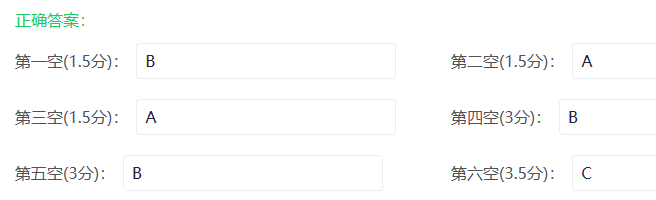 正确答案：
第一空(1.5分)： B 第二空(1.5分)： A
第三空(1.5分)： A 第四空(3分)： B
第五空(3分)： B 第六空(3.5分)： C